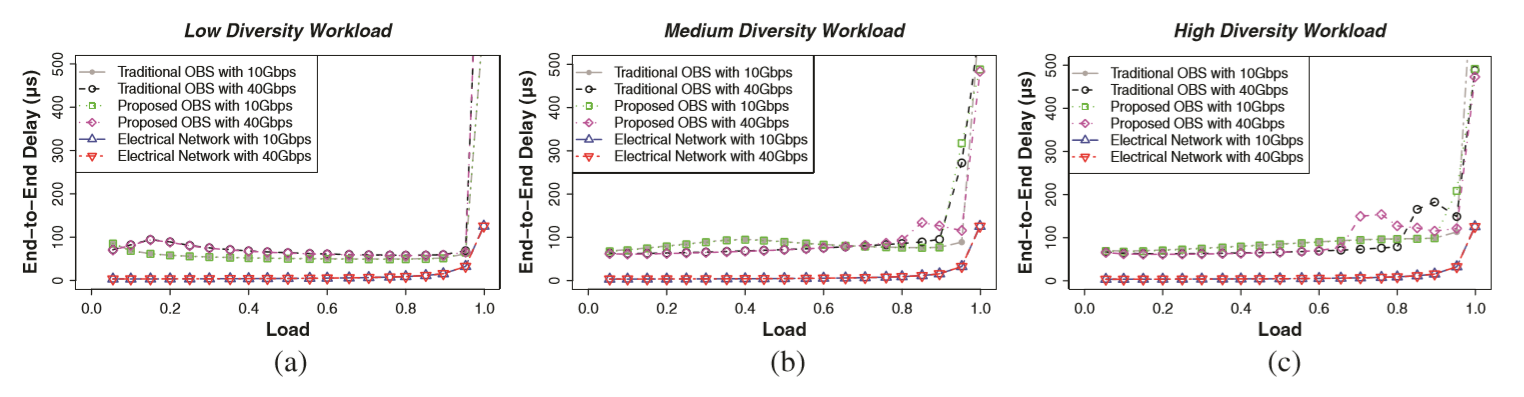 Low Diversity Workload
End–to–End Delay (μs)
500
400
300
200
100
0
Traditional OBS with 10Gbps
Traditional OBS with 40Gbps
Proposed OBS with 10Gbps
Proposed OBS with 40Gbps
Electrical Network with 10Gbps
Electrical Network with 40Gbps
0.0 0.2 0.4 0.6 0.8 1.0
Load
(a)
Medium Diversity Workload
End–to–End Delay (μs)
500
400
300
200
100
0
Traditional OBS with 10Gbps
Traditional OBS with 40Gbps
Proposed OBS with 10Gbps
Proposed OBS with 40Gbps
Electrical Network with 10Gbps
Electrical Network with 40Gbps
0.0 0.2 0.4 0.6 0.8 1.0
Load
(b)
High Diversity Workload
End–to–End Delay (μs)
500
400
300
200
100
0
Traditional OBS with 10Gbps
Traditional OBS with 40Gbps
Proposed OBS with 10Gbps
Proposed OBS with 40Gbps
Electrical Network with 10Gbps
Electrical Network with 40Gbps
0.0 0.2 0.4 0.6 0.8 1.0
Load
(c)